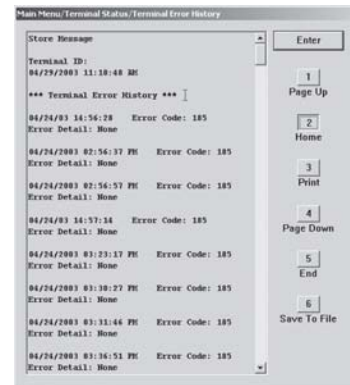 Main Menu/Terminal Status/Terminal Error History
Store Message
Terminal ID:
04/29/2003 11:18:48 AM
*** Terminal Error History ***
04/24/03 14:56:28 Error Code: 185
Error Detail: None
04/24/2003 02:56:37 PM Error Code: 185
Error Detail: None
04/24/2003 02:56:57 PM Error Code: 185
Error Detail: None
04/24/03 14:57:14 Error Code: 185
Error Detail: None
04/24/2003 03:23:17 PM Error Code: 185
Error Detail: None
04/24/2003 03:30:27 PM Error Code: 185
Error Detail: None
04/24/2003 03:31:46 PM Error Code: 185
Error Detail: None
04/24/2003 03:36:51 PM Error Code: 185
Error Detail: None
Enter
1
Page Up
2
Home
3
Print
4
Page Down
5
End
6
Save To File